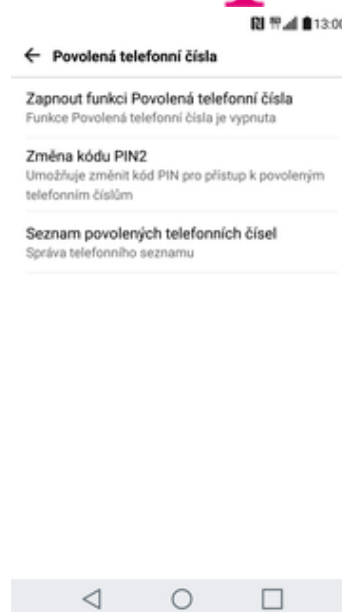 13:00
Povolená telefonní čísla
Zapnout funkci Povolená telefonní čísla
Funkce Povolená telefonní čísla je vypnuta
Změna kódu PIN2
Umožňuje změnit kód PIN pro přístup k povoleným
telefonním číslům
Seznam povolených telefonních čísel
Správa telefonního seznamu